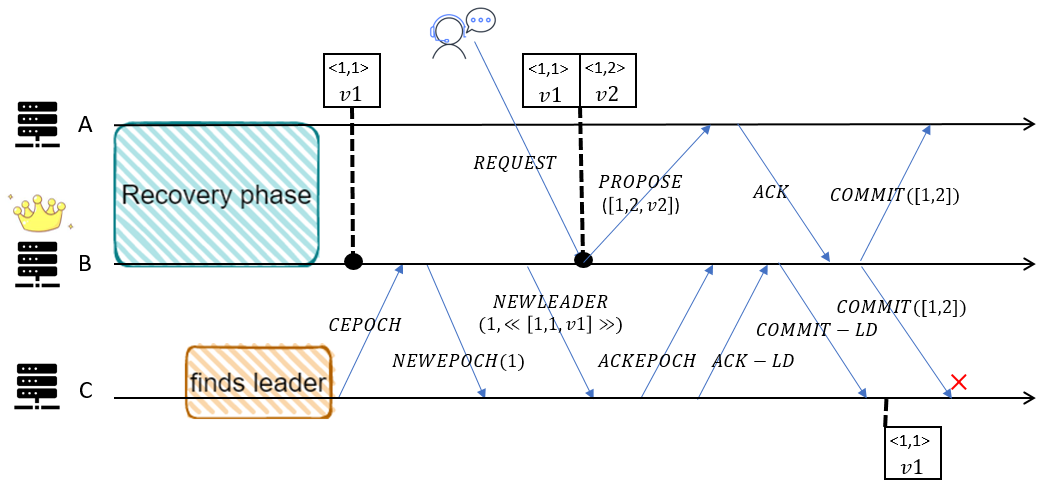 <1,1>
v1
<1,1>
v1
<1,2>
v2
A
Recovery phase
REQUEST
PROPOSE
([1,2,v2])
ACK
COMMIT([1,2])
B
CEPOCH
NEWEPOCH(1)
NEWLEADER
(1,≪ [1,1,v1] ≫)
ACKEPOCH
ACK − LD
COMMIT − LD
COMMIT([1,2])
finds leader
C
<1,1>
v1